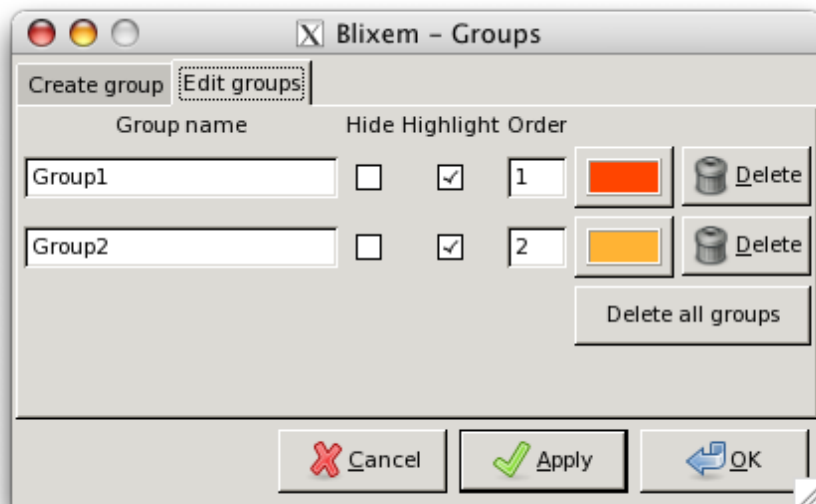 Blixem – Groups
Create group Edit groups
Group name Hide Highlight Order
Group1 1 Delete
Group2 2 Delete
Delete all groups
Cancel Apply OK